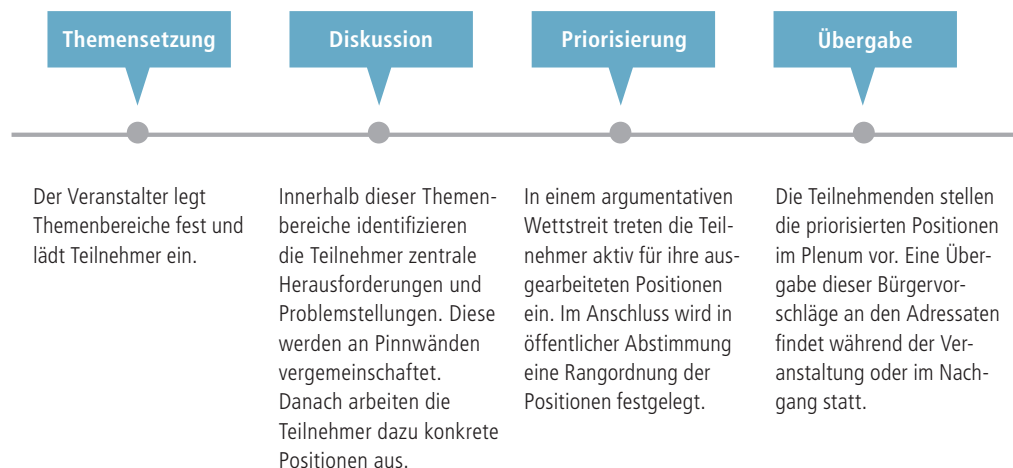 Themensetzung
Der Veranstalter legt
Themenbereiche fest und
lädt Teilnehmer ein.
Diskussion
Innerhalb dieser Themen-
bereiche identifizieren
die Teilnehmer zentrale
Herausforderungen und
Problemstellungen. Diese
werden an Pinnwänden
vergemeinschaftet.
Danach arbeiten die
Teilnehmer dazu konkrete
Positionen aus.
Priorisierung
In einem argumentativen
Wettstreit treten die Teil-
nehmer aktiv für ihre aus-
gearbeiteten Positionen
ein. Im Anschluss wird in
öffentlicher Abstimmung
eine Rangordnung der
Positionen festgelegt.
Übergabe
Die Teilnehmenden stellen
die priorisierten Positionen
im Plenum vor. Eine Über-
gabe dieser Bürgervor-
schläge an den Adressaten
findet während der Ver-
anstaltung oder im Nach-
gang statt.